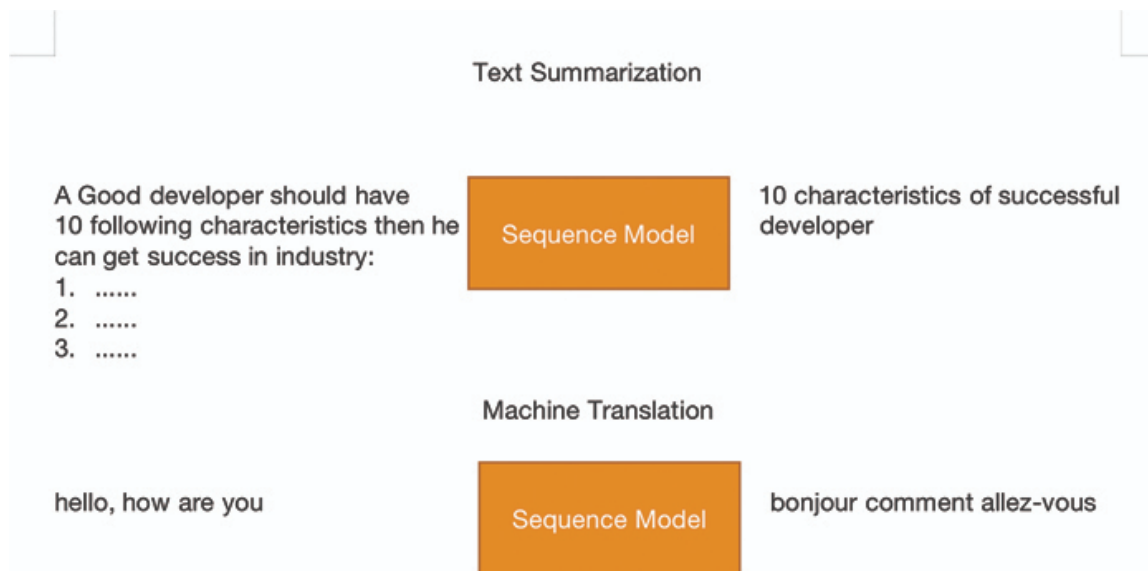 Text Summarization
A Good developer should have
10 following characteristics then he
can get success in industry:
1. ......
2. ......
3. ......
Sequence Model
10 characteristics of successful
developer
Machine Translation
hello, how are you
Sequence Model
bonjour comment allez-vous